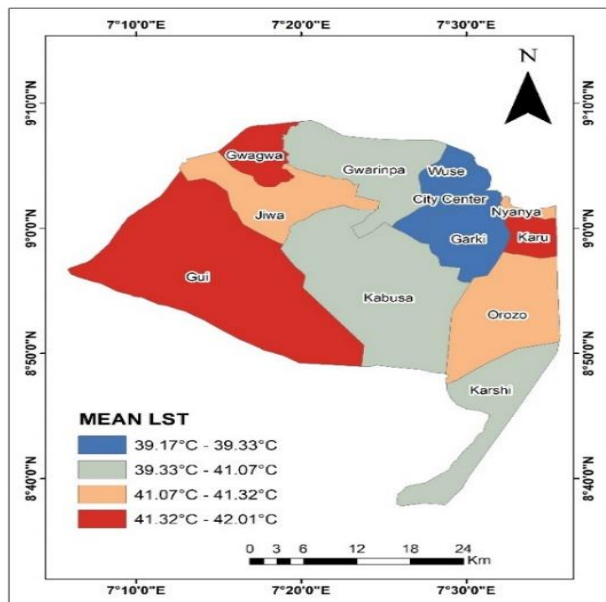 7°10'0"E 7°20'0"E 7°30'0"E
N
9°10'0"N 9°10'0"N
Gwagwa
Gwarinpa
Wuse
City Center
Nyanya
9°0'0"N 9°0'0"N
Jiwa
Garki
Karu
Gui
Kabusa
Orozo
8°50'0"N 8°50'0"N
Karshi
MEAN LST
39.17°C - 39.33°C
39.33°C - 41.07°C
41.07°C - 41.32°C
41.32°C - 42.01°C
8°40'0"N 8°40'0"N
0 3 6 12 18 24
Km
7°10'0"E 7°20'0"E 7°30'0"E